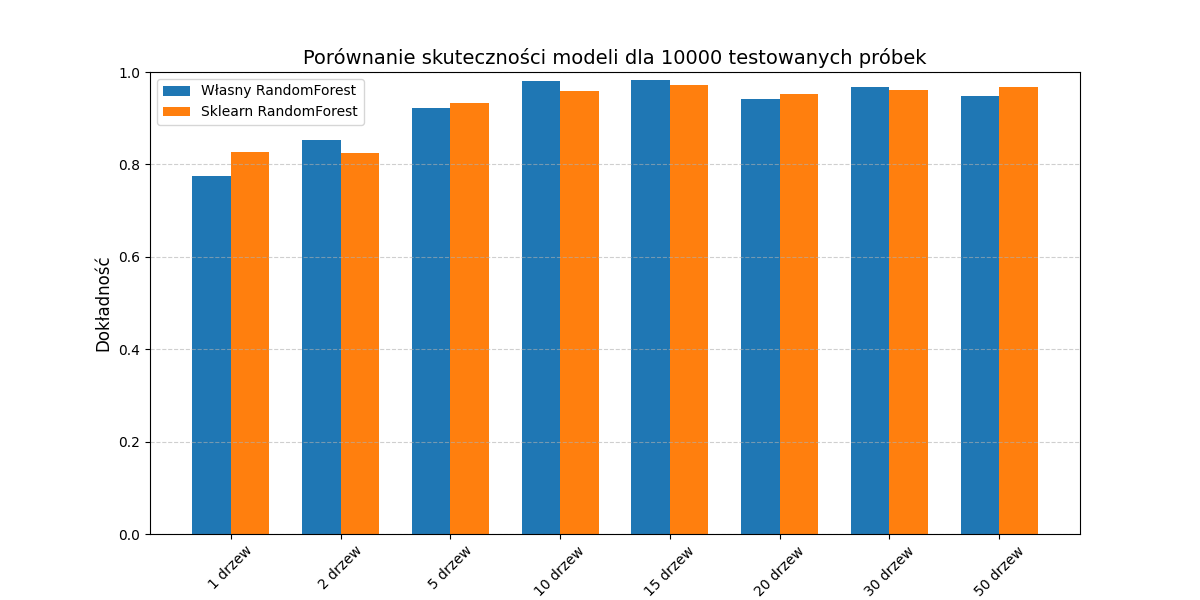 Porównanie skuteczności modeli dla 10000 testowanych próbek
Własny RandomForest
Sklearn RandomForest
Dokładność
1.0
0.8
0.6
0.4
0.2
0.0
1 drzew
2 drzew
5 drzew
10 drzew
15 drzew
20 drzew
30 drzew
50 drzew